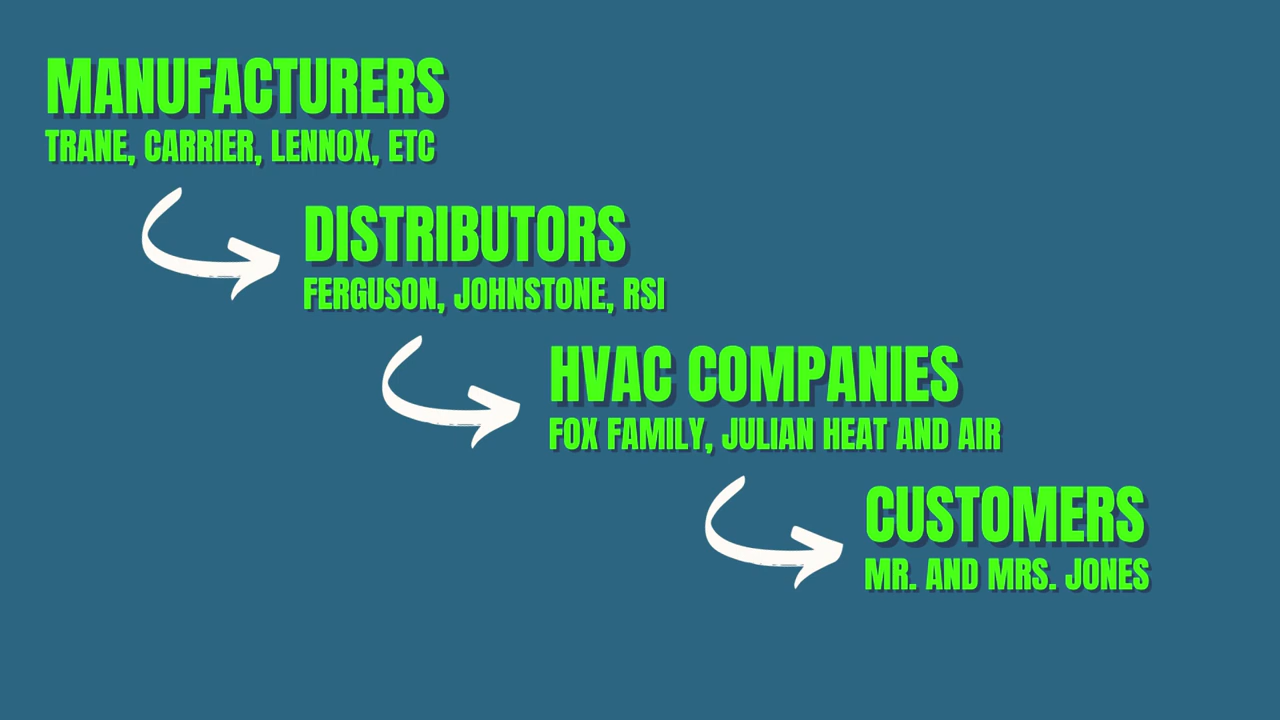 MANUFACTURERS
TRANE, CARRIER, LENNOX, ETC
DISTRIBUTORS
FERGUSON, JOHNSTONE, RSI
HVAC COMPANIES
FOX FAMILY, JULIAN HEAT AND AIR
CUSTOMERS
MR. AND MRS. JONES